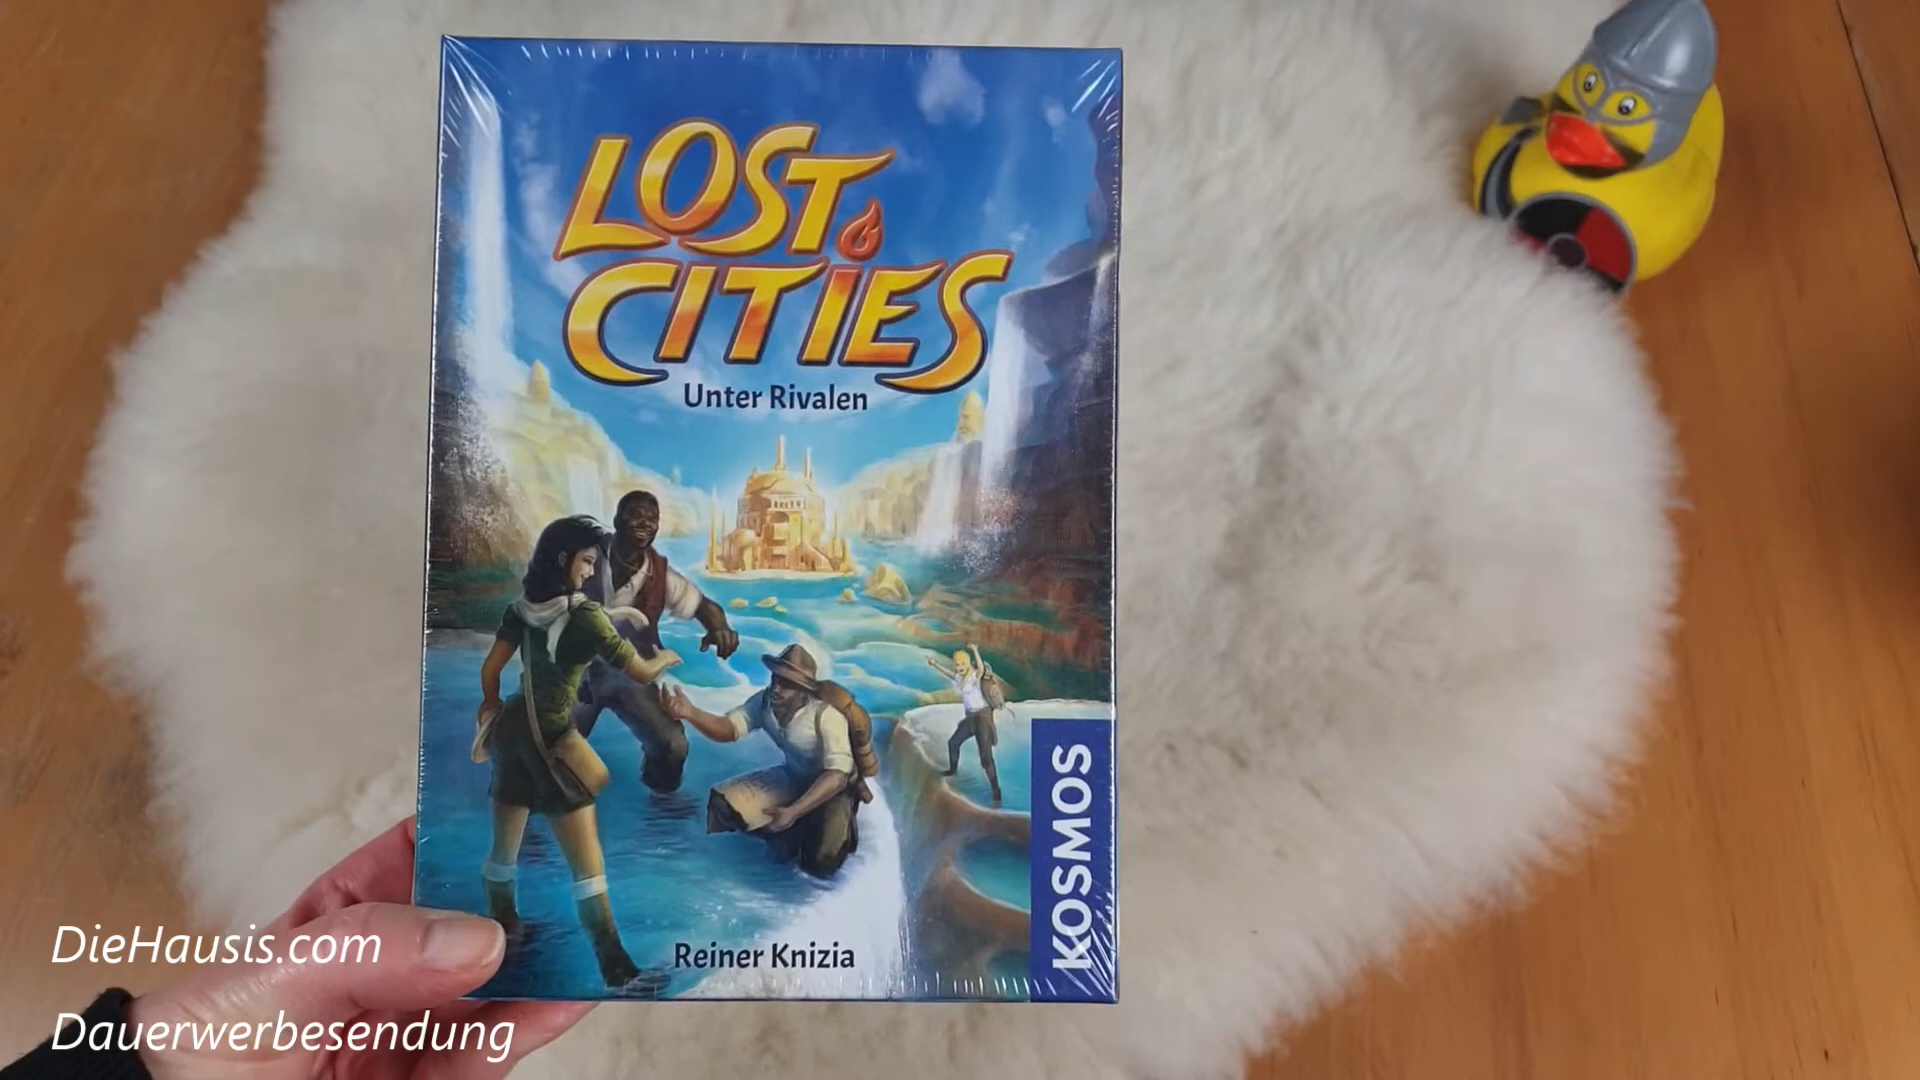 LOST
CITIES
Unter Rivalen
KOSMOS
Reiner Knizia
DieHausis.com
Dauerwerbesendung